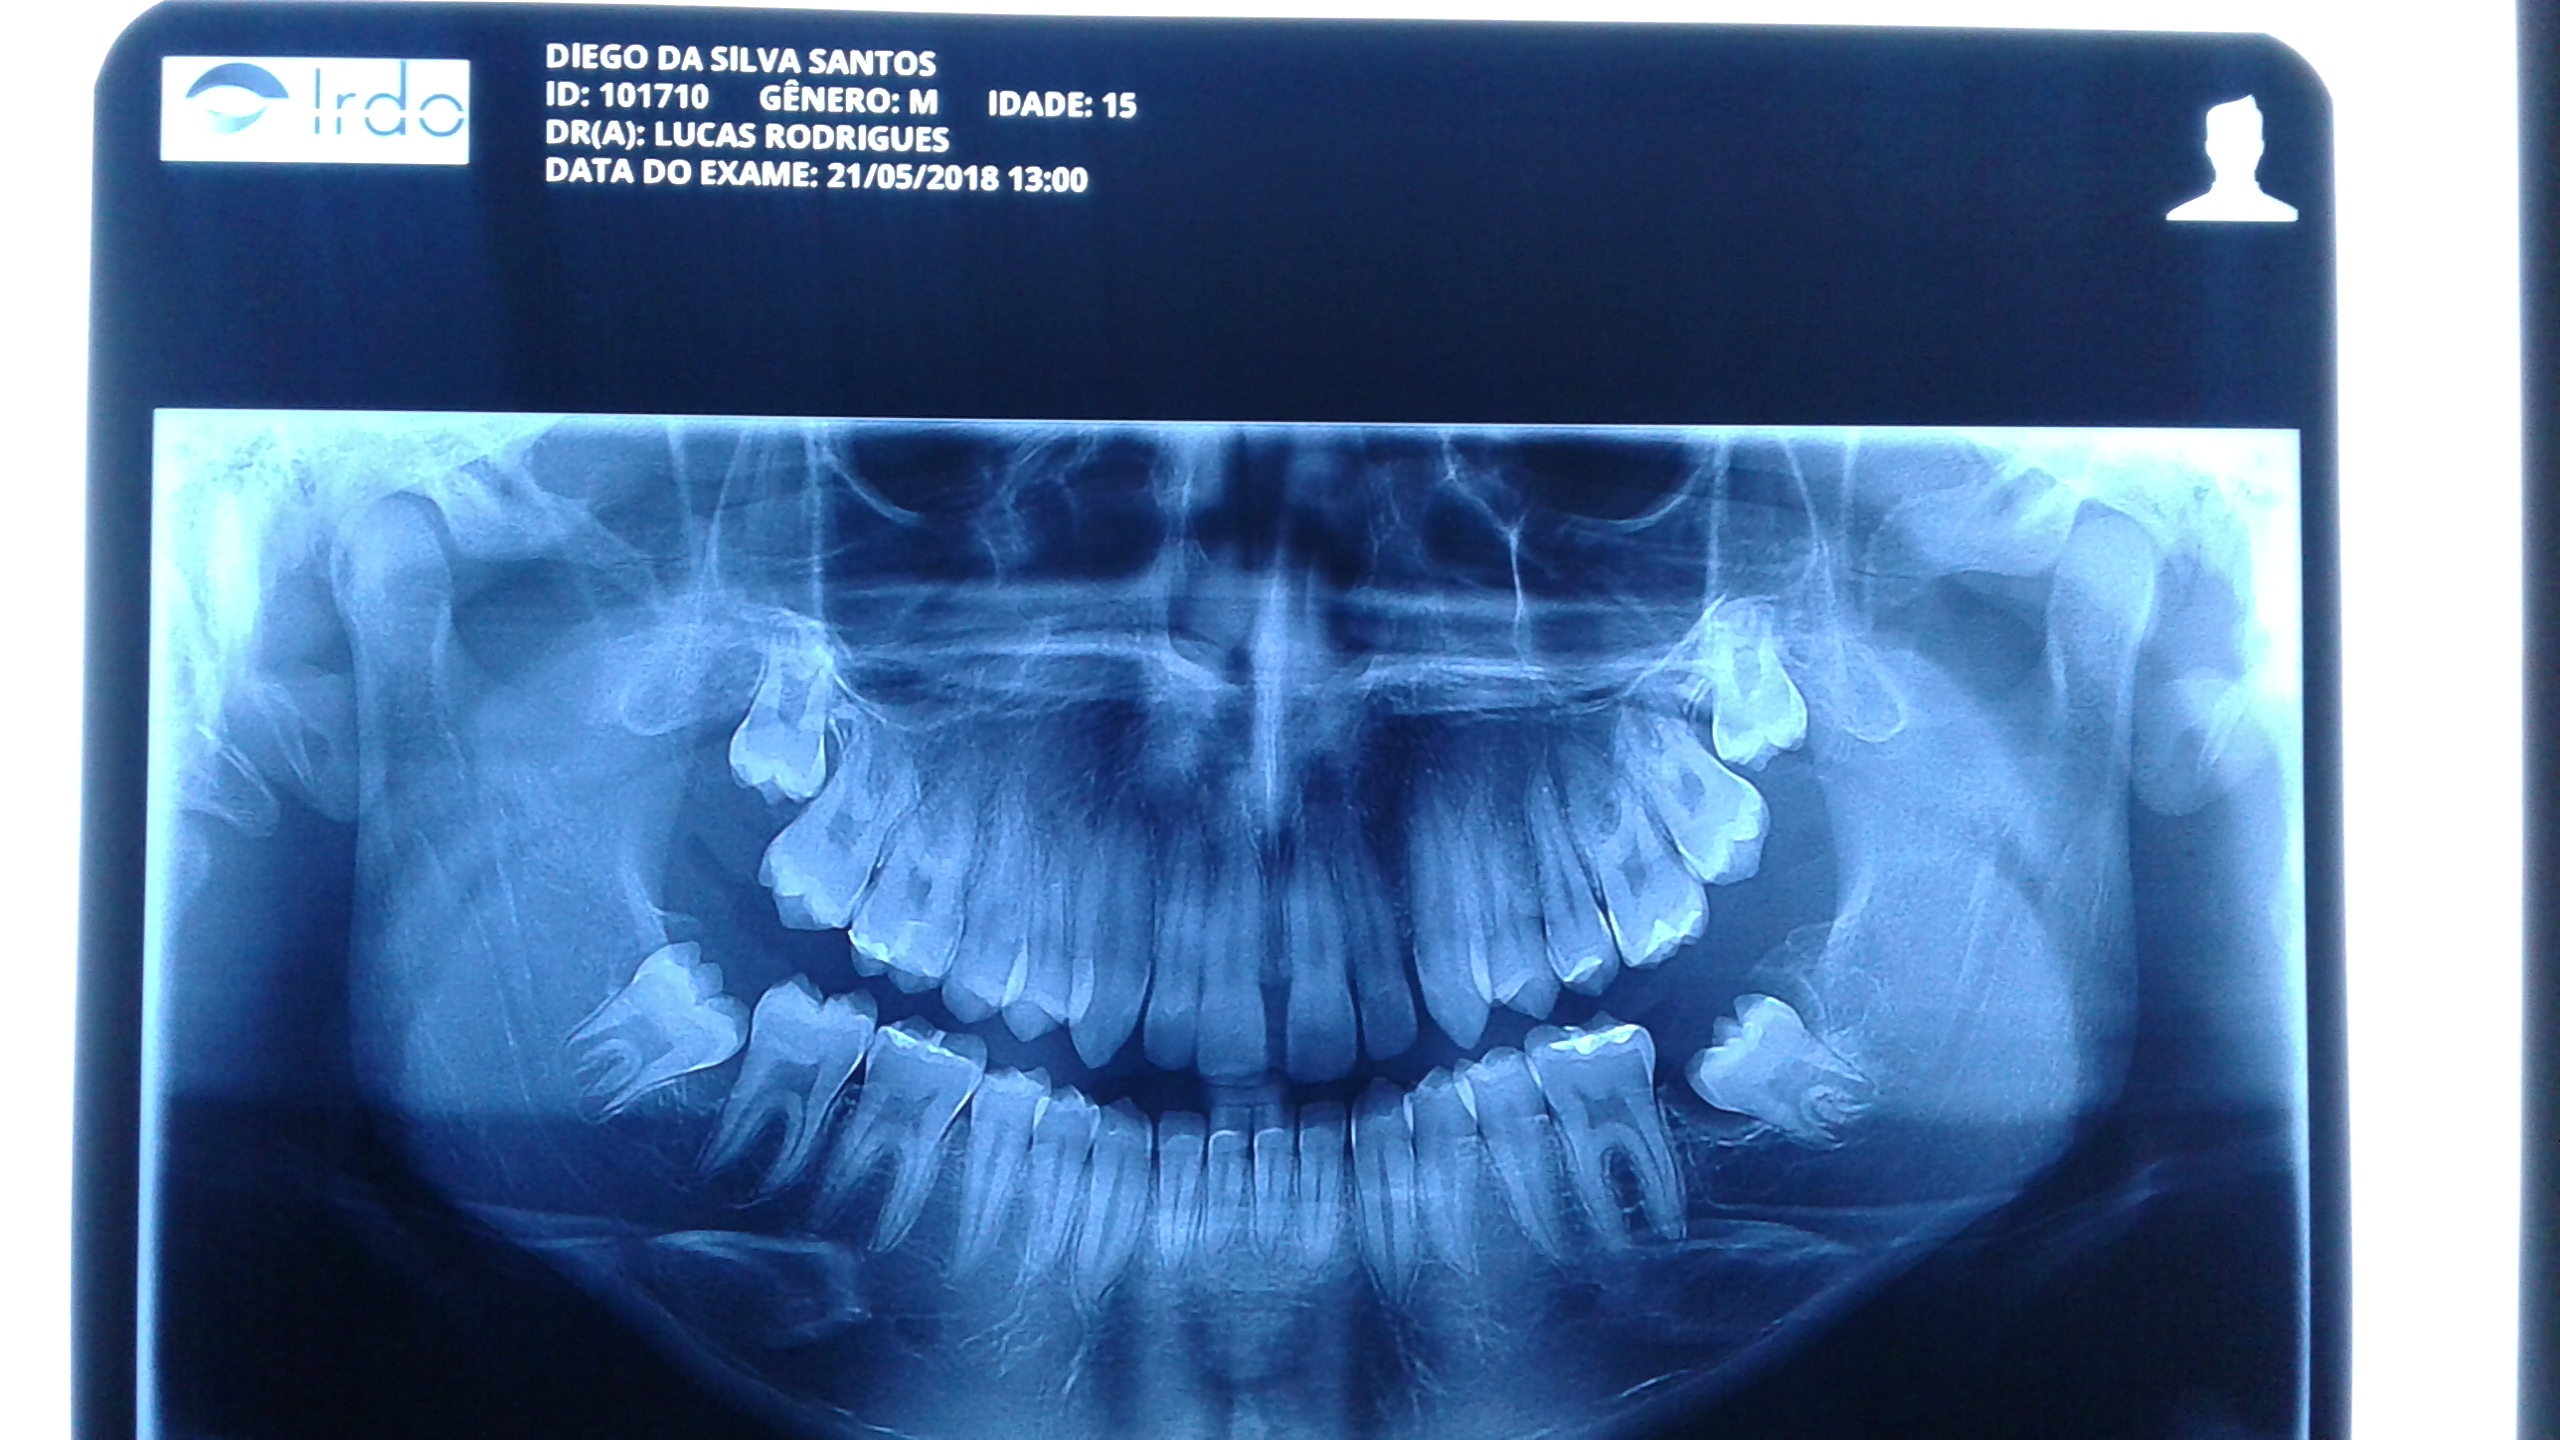 Irdo
DIEGO DA SILVA SANTOS
ID: 101710 GÊNERO: M IDADE: 15
DR(A): LUCAS RODRIGUES
DATA DO EXAME: 21/05/2018 13:00